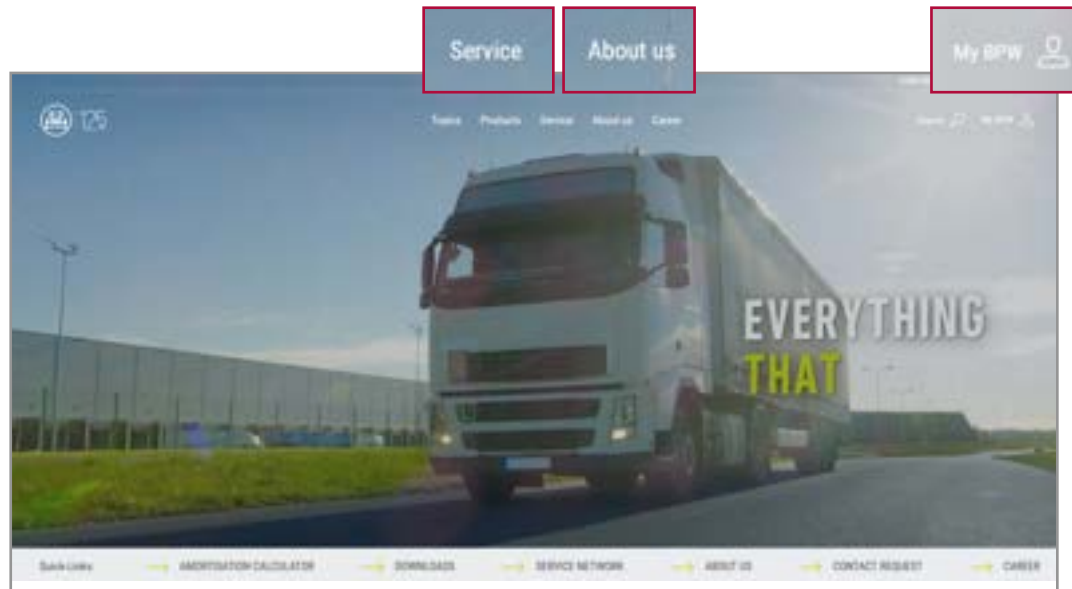 Service About us My BPW
125 Topics Products Service About us Career Search My BPW
EVERYTHING
THAT
Quick-Links AMORTISATION CALCULATOR DOWNLOADS SERVICE NETWORK ABOUT US CONTACT REQUEST CAREER